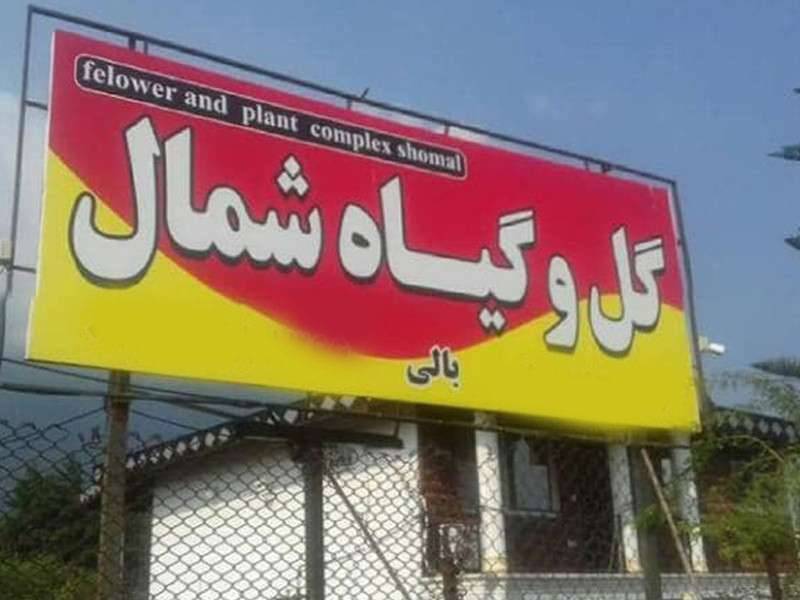 felower and plant complex shomal
گل و گیاه شمال
بالی